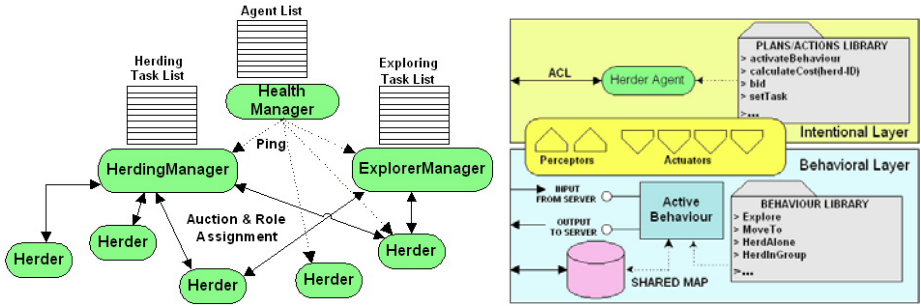 Agent List
Herding
Task List
Exploring
Task List
Health
Manager
Ping
HerdingManager
ExplorerManager
Auction & Role
Assignment
Herder
Herder
Herder
Herder
Herder
ACL
Herder Agent
PLANS/ACTIONS LIBRARY
> activateBehaviour
> calculateCost(herd-ID)
> bid
> setTask
>...
Intentional Layer
Perceptors
Actuators
Behavioral Layer
INPUT
FROM SERVER
OUTPUT
TO SERVER
Active
Behaviour
BEHAVIOUR LIBRARY
> Explore
> MoveTo
> HerdAlone
> HerdInGroup
>...
SHARED MAP